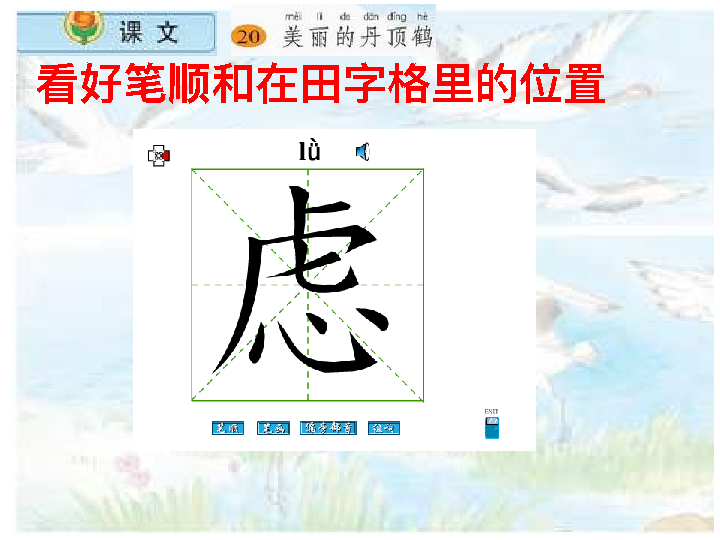 měi lì de dān dǐng hè
课 文 20 美丽的丹顶鹤
看好笔顺和在田字格里的位置
lǜ
虑
笔顺 笔画 偏旁部首 组词
EXIT